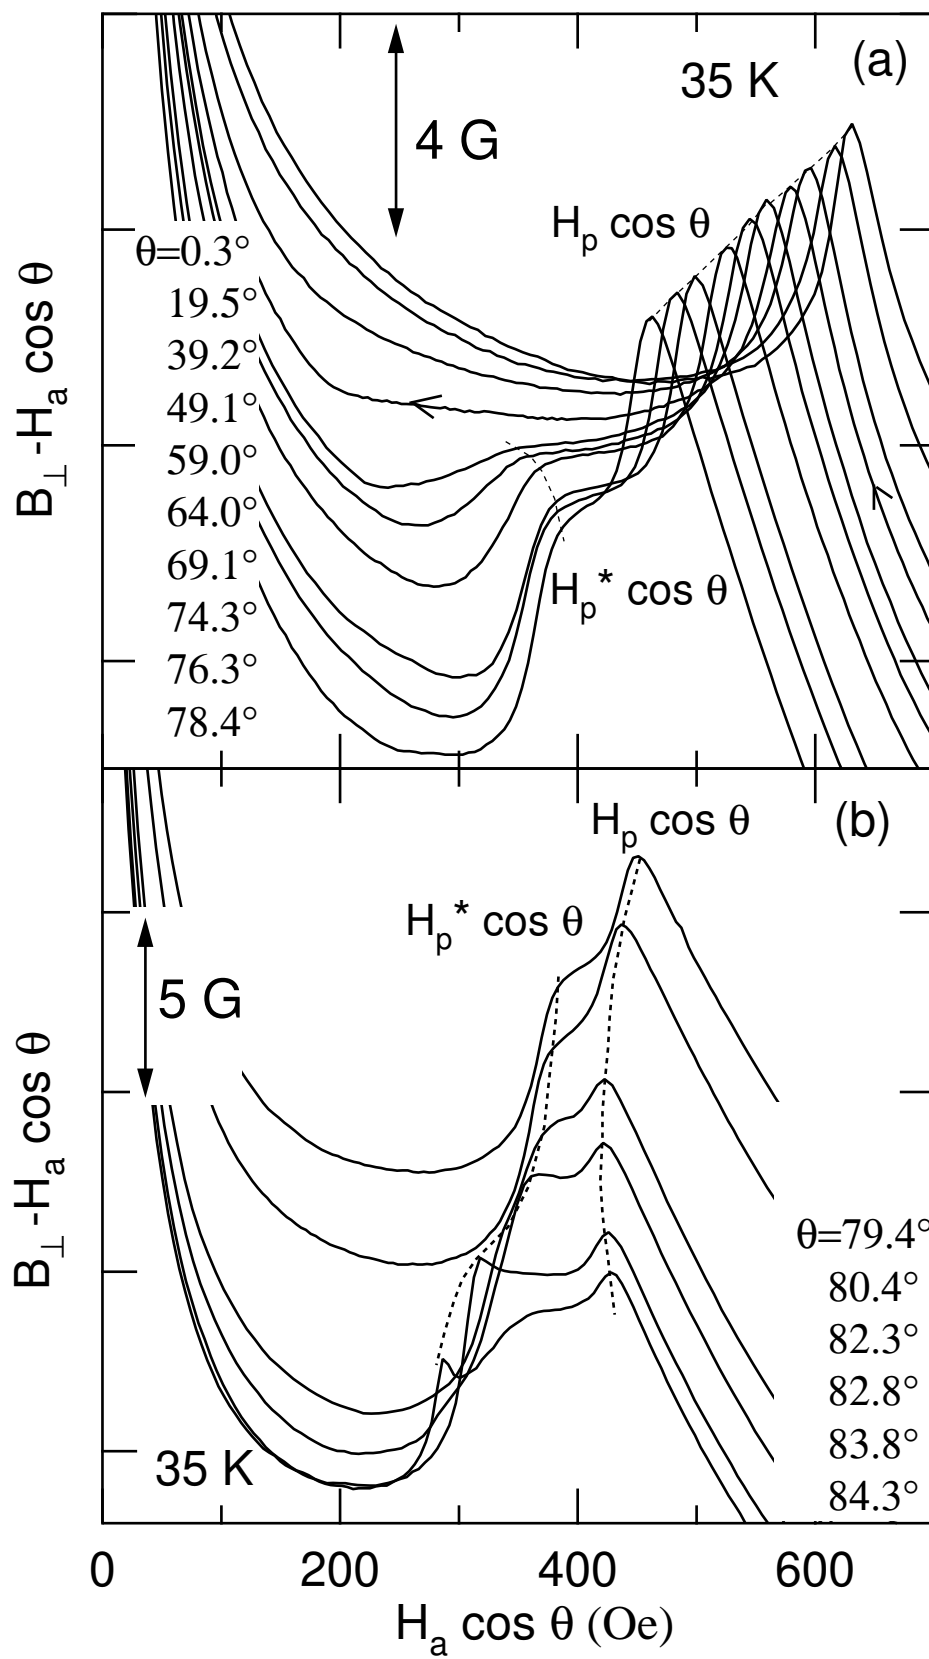 (a)
35 K
4 G
H_p cos θ
θ=0.3°
19.5°
39.2°
49.1°
59.0°
64.0°
69.1°
74.3°
76.3°
78.4°
H_p* cos θ
B_⊥ -H_a cos θ
(b)
H_p cos θ
H_p* cos θ
5 G
B_⊥ -H_a cos θ
θ=79.4°
80.4°
82.3°
82.8°
83.8°
84.3°
35 K
0
200
400
600
H_a cos θ (Oe)